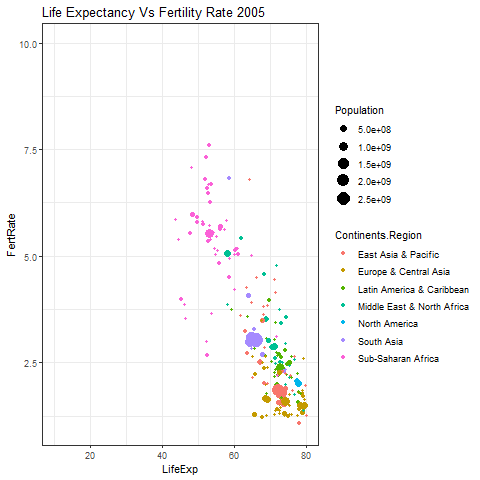 Life Expectancy Vs Fertility Rate 2005
10.0
7.5
5.0
2.5
FertRate
20
40
60
80
LifeExp
Population
5.0e+08
1.0e+09
1.5e+09
2.0e+09
2.5e+09
Continents.Region
East Asia & Pacific
Europe & Central Asia
Latin America & Caribbean
Middle East & North Africa
North America
South Asia
Sub-Saharan Africa